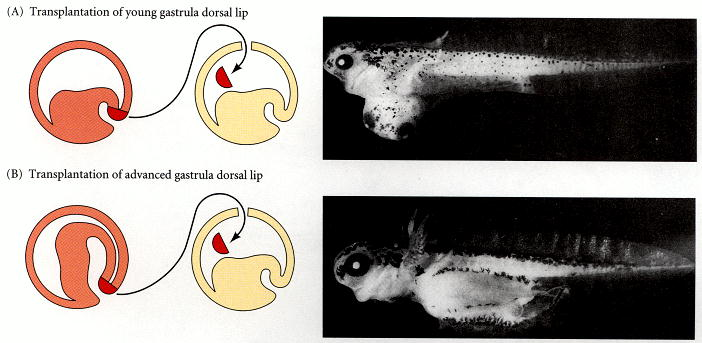 (A) Transplantation of young gastrula dorsal lip
(B) Transplantation of advanced gastrula dorsal lip